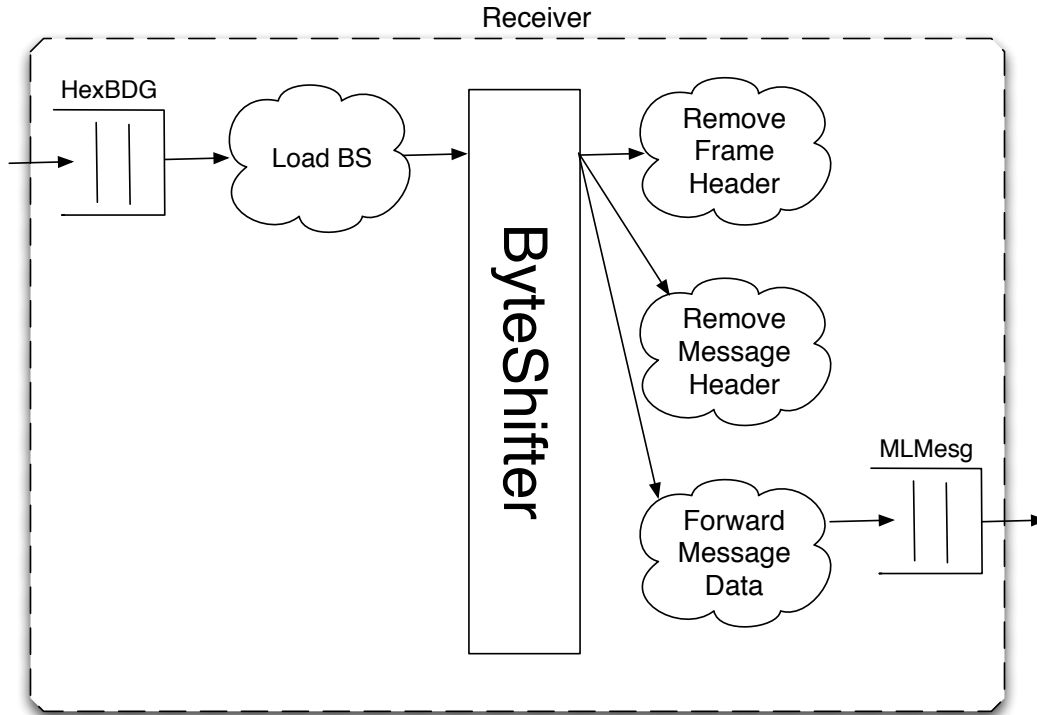 Receiver
HexBDG
Load BS
ByteShifter
Remove
Frame
Header
Remove
Message
Header
Forward
Message
Data
MLMesg